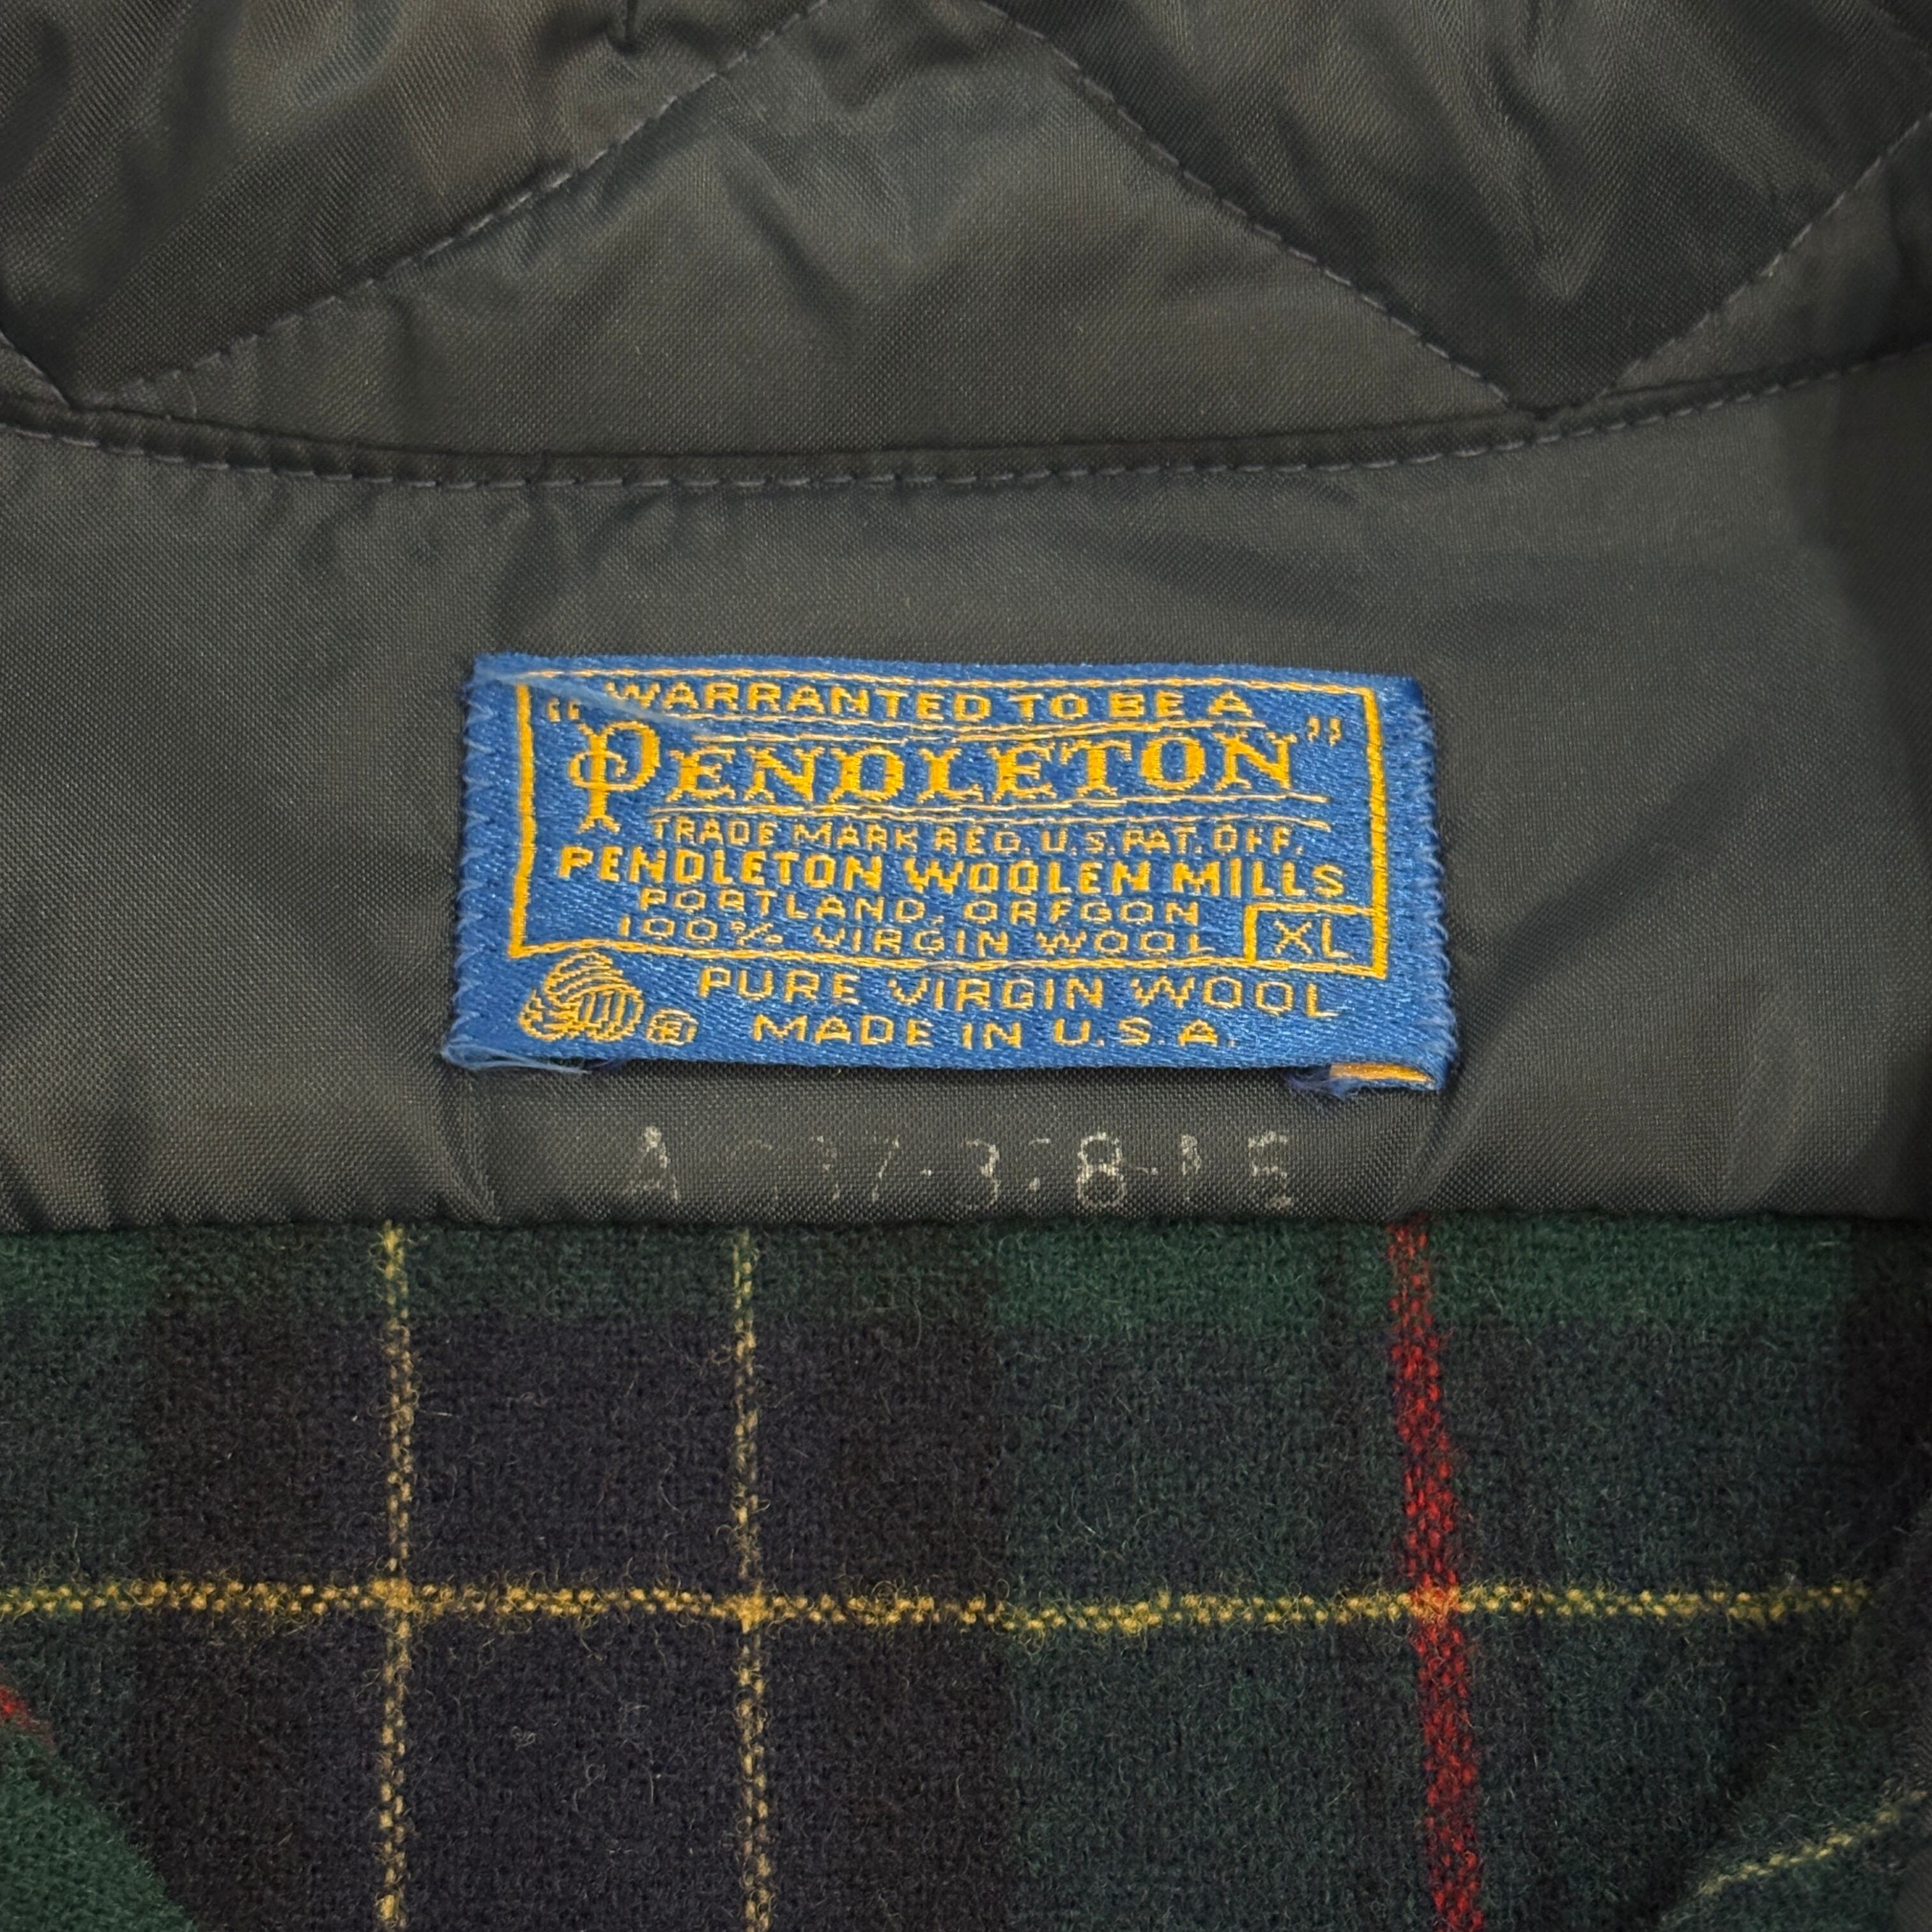 WARRANTED TO BE A
"PENDLETON"
TRADE MARK REG. U.S. PAT. OFF.
PENDLETON WOOLEN MILLS
PORTLAND, OREGON
100% VIRGIN WOOL XL
PURE VIRGIN WOOL
® MADE IN U.S.A.